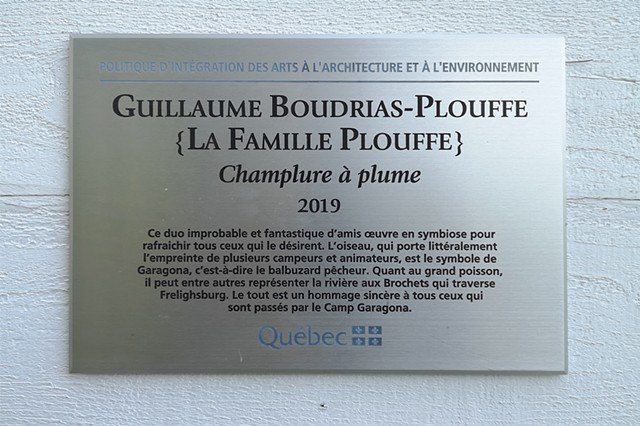 POLITIQUE D'INTÉGRATION DES ARTS À L'ARCHITECTURE ET À L'ENVIRONNEMENT
GUILLAUME BOUDRIAS-PLOUFFE
{LA FAMILLE PLOUFFE}
Champlure à plume
2019
Ce duo improbable et fantastique d'amis œuvre en symbiose pour
rafraichir tous ceux qui le désirent. L'oiseau, qui porte littéralement
l'empreinte de plusieurs campeurs et animateurs, est le symbole de
Garagona, c'est-à-dire le balbuzard pêcheur. Quant au grand poisson,
il peut entre autres représenter la rivière aux Brochets qui traverse
Frelighsburg. Le tout est un hommage sincère à tous ceux qui
sont passés par le Camp Garagona.
Québec